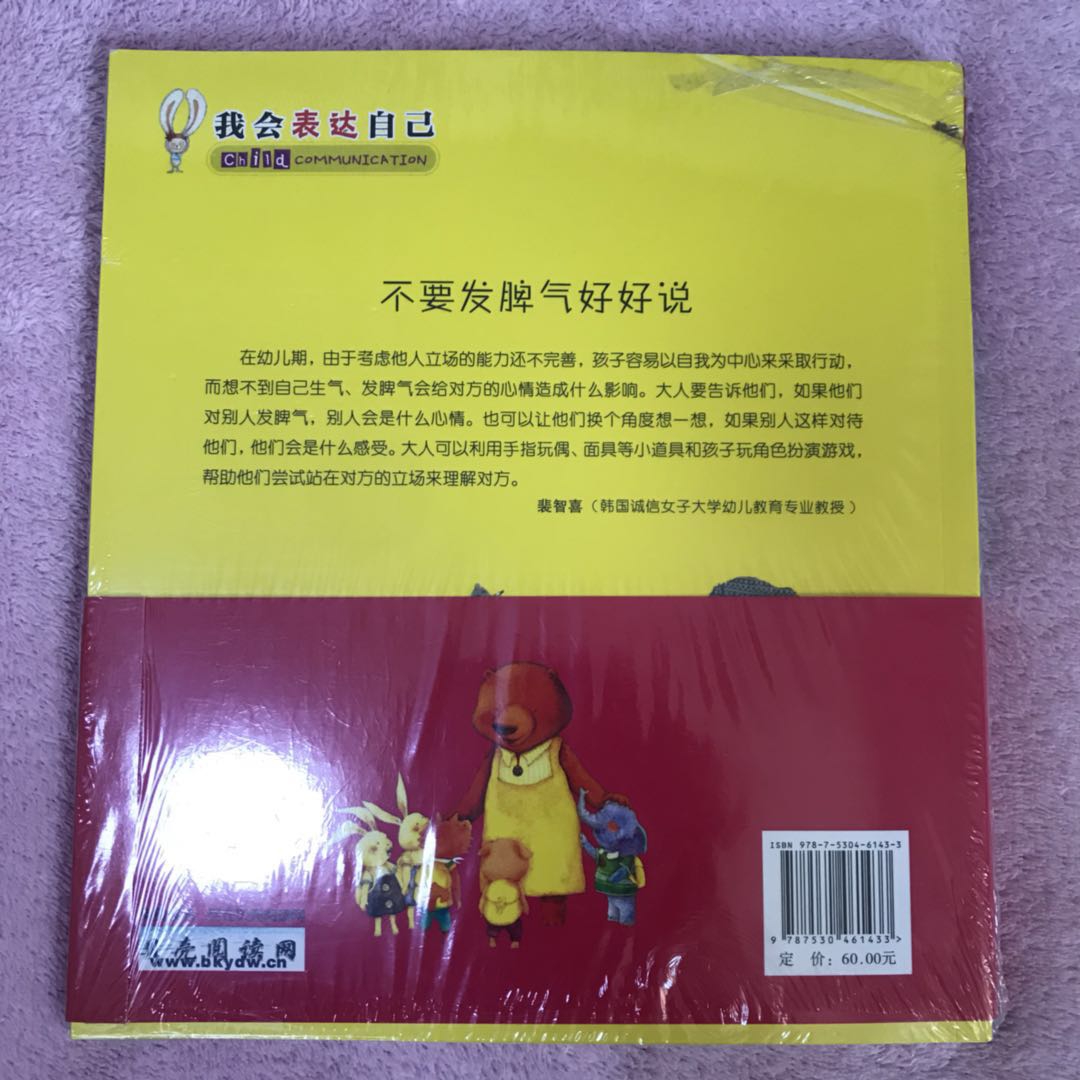 我会表达自己
Child COMMUNICATION
不要发脾气好好说
在幼儿期，由于考虑他人立场的能力还不完善，孩子容易以自我为中心来采取行动，
而想不到自己生气、发脾气会给对方的心情造成什么影响。大人要告诉他们，如果他们
对别人发脾气，别人会是什么心情。也可以让他们换个角度想一想，如果别人这样对待
他们，他们会是什么感受。大人可以利用手指玩偶、面具等小道具和孩子玩角色扮演游戏，
帮助他们尝试站在对方的立场来理解对方。
裴智喜（韩国诚信女子大学幼儿教育专业教授）
ISBN 978-7-5304-6143-3
9 787530 461433>
定 价：60.00元
阅读网
www.bkydw.cn